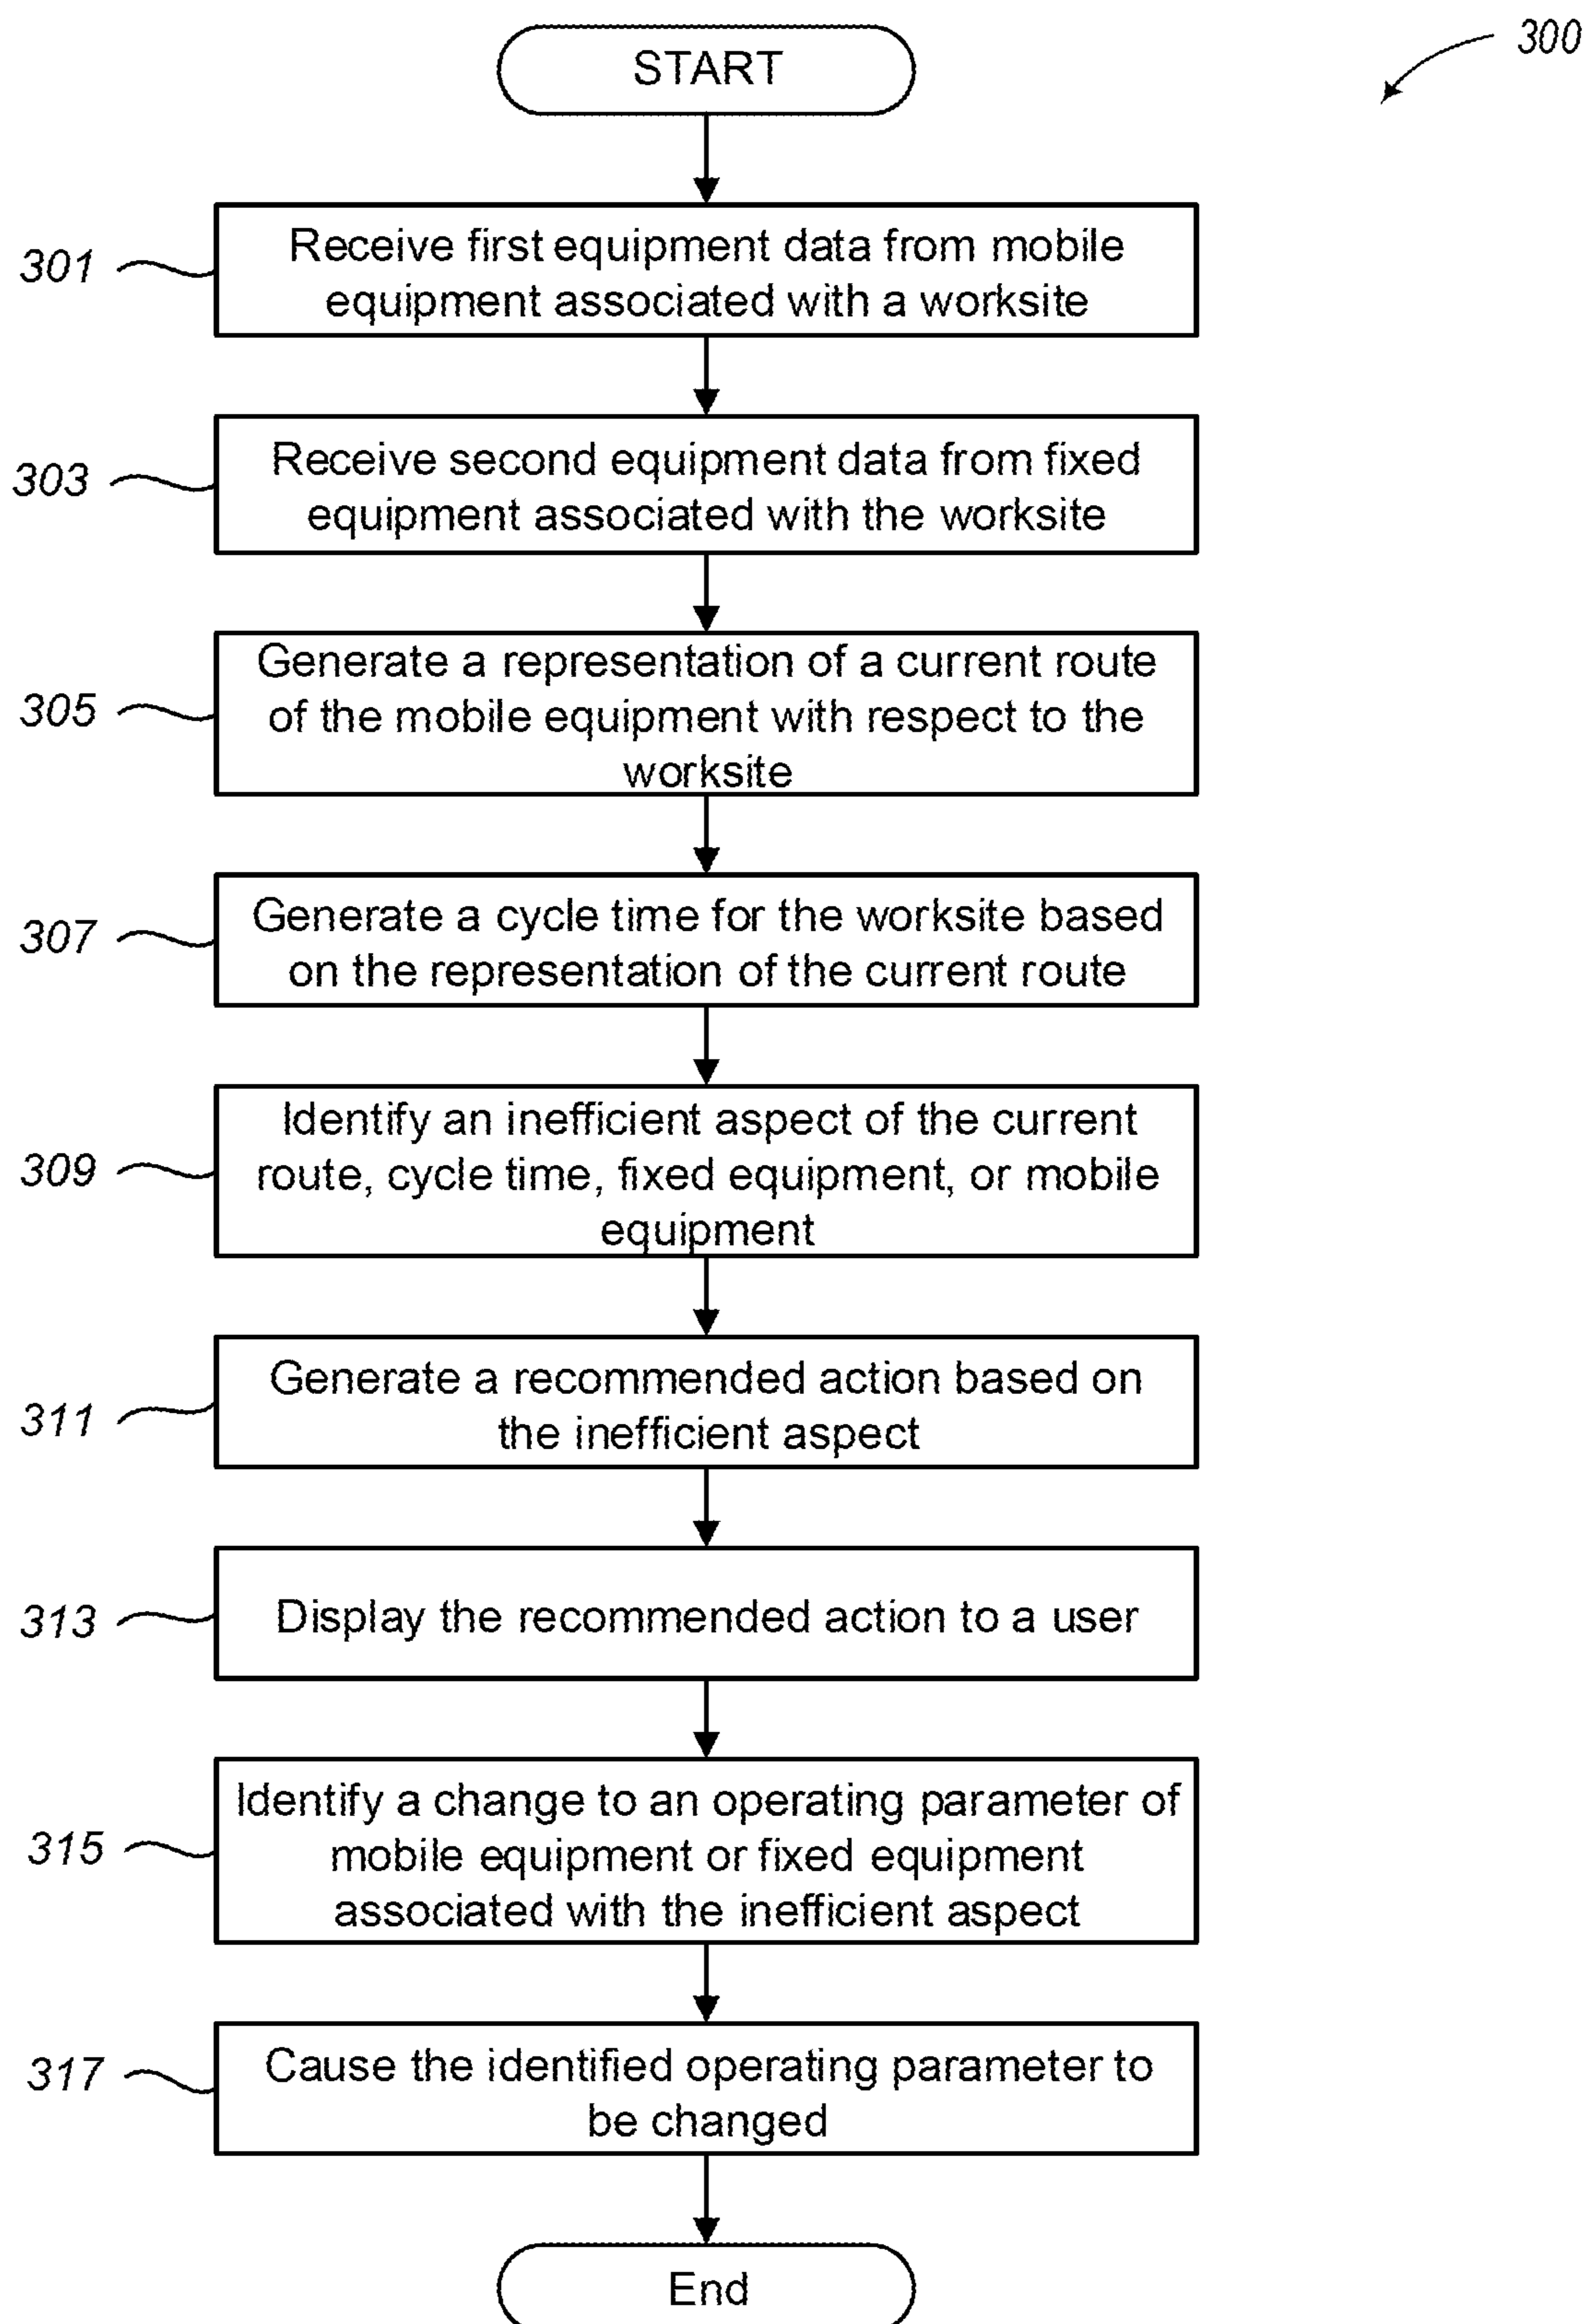 START
300
301
Receive first equipment data from mobile
equipment associated with a worksite
303
Receive second equipment data from fixed
equipment associated with the worksite
305
Generate a representation of a current route
of the mobile equipment with respect to the
worksite
307
Generate a cycle time for the worksite based
on the representation of the current route
309
Identify an inefficient aspect of the current
route, cycle time, fixed equipment, or mobile
equipment
311
Generate a recommended action based on
the inefficient aspect
313
Display the recommended action to a user
315
Identify a change to an operating parameter of
mobile equipment or fixed equipment
associated with the inefficient aspect
317
Cause the identified operating parameter to
be changed
End